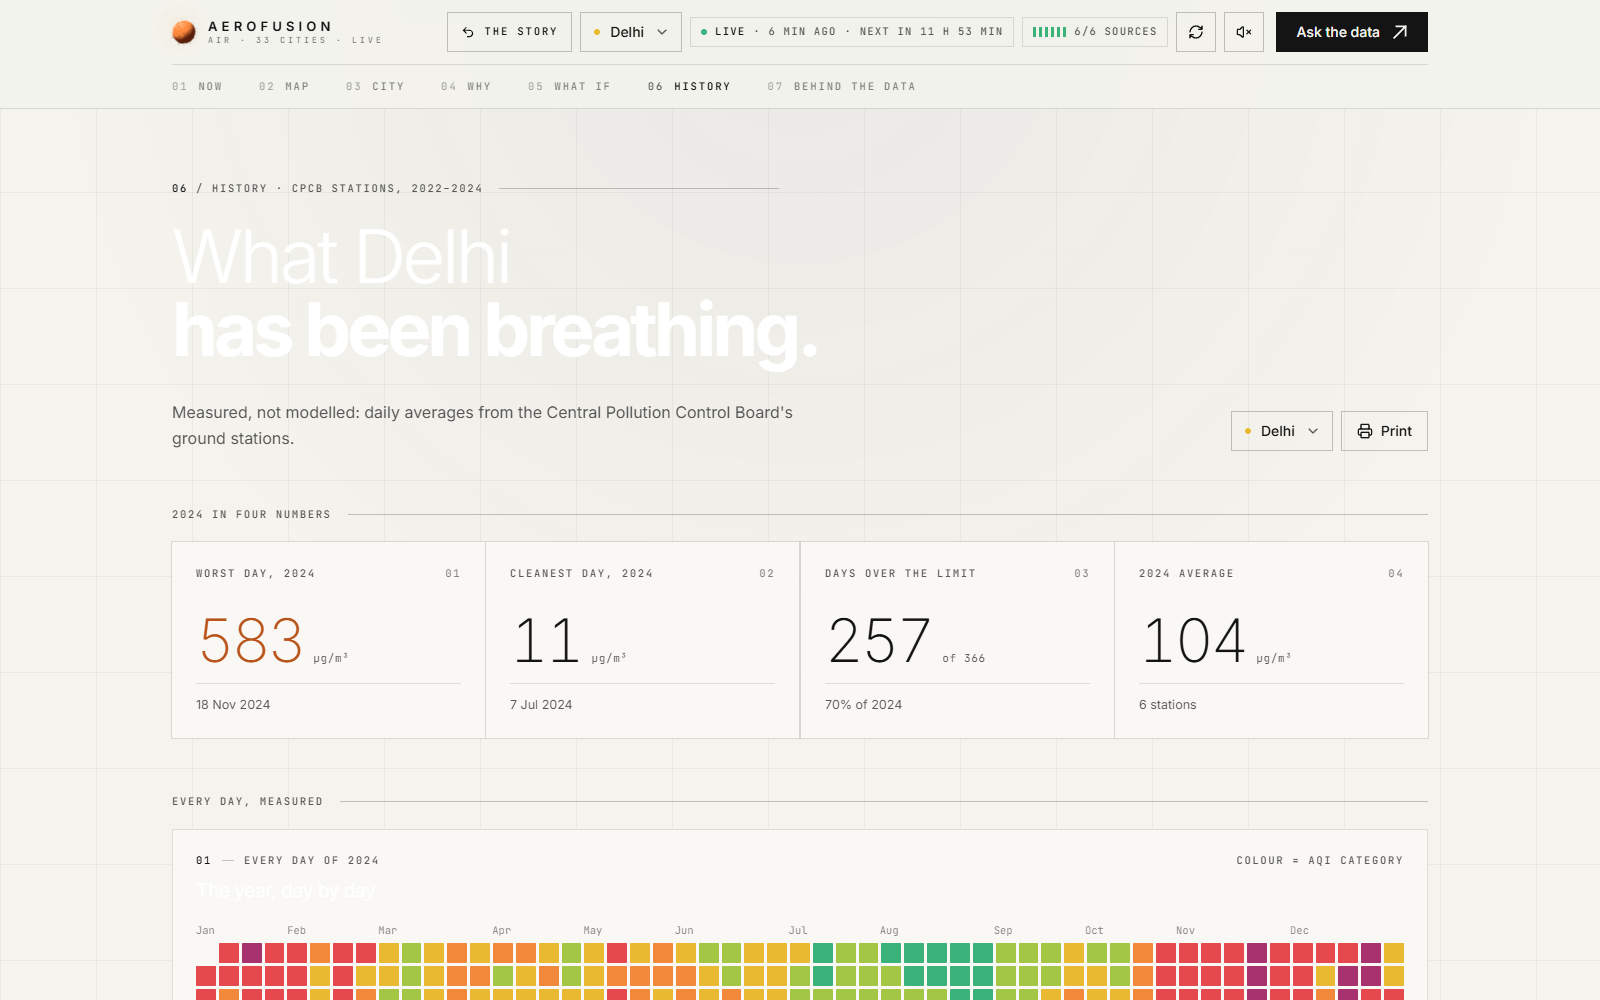 AEROFUSION
AIR · 33 CITIES · LIVE
THE STORY
Delhi
LIVE · 6 MIN AGO · NEXT IN 11 H 53 MIN
6/6 SOURCES
Ask the data
01 NOW
02 MAP
03 CITY
04 WHY
05 WHAT IF
06 HISTORY
07 BEHIND THE DATA
06 / HISTORY · CPCB STATIONS, 2022–2024
What Delhi
has been breathing.
Measured, not modelled: daily averages from the Central Pollution Control Board's
ground stations.
Delhi
Print
2024 IN FOUR NUMBERS
WORST DAY, 2024 01
583 µg/m³
18 Nov 2024
CLEANEST DAY, 2024 02
11 µg/m³
7 Jul 2024
DAYS OVER THE LIMIT 03
257 of 366
70% of 2024
2024 AVERAGE 04
104 µg/m³
6 stations
EVERY DAY, MEASURED
01 — EVERY DAY OF 2024
COLOUR = AQI CATEGORY
The year, day by day
Jan Feb Mar Apr May Jun Jul Aug Sep Oct Nov Dec